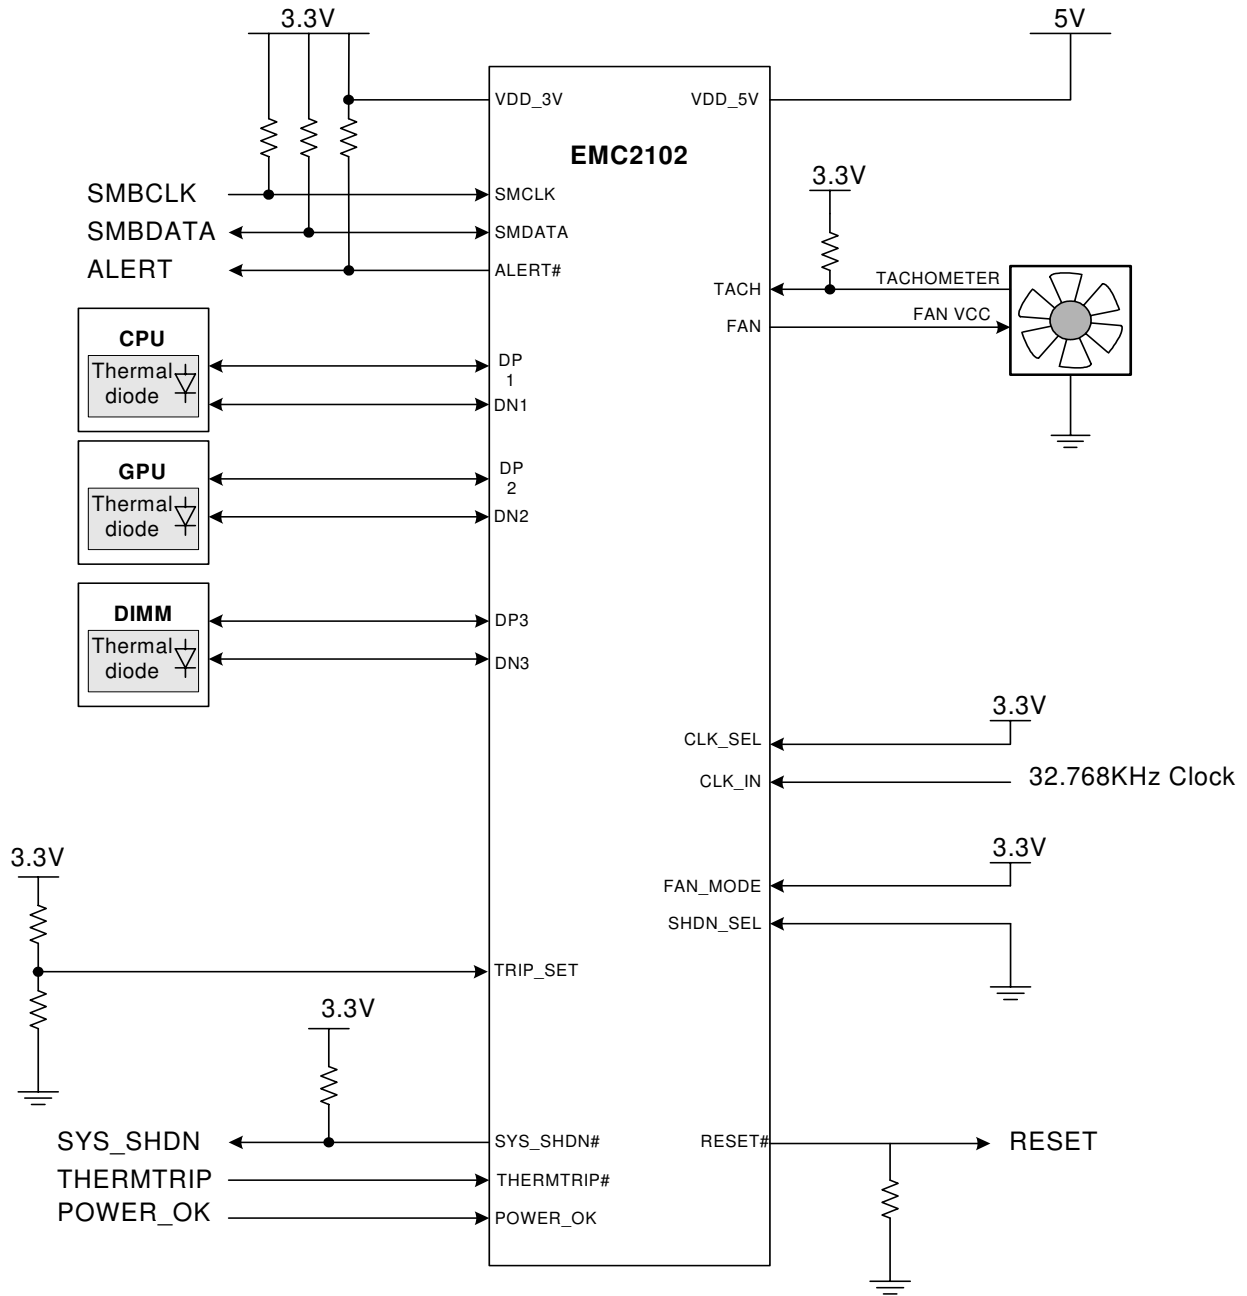 3.3V
5V
VDD_3V
VDD_5V
EMC2102
SMBCLK
SMCLK
SMBDATA
SMDATA
ALERT
ALERT#
3.3V
TACH
TACHOMETER
FAN
FAN VCC
CPU
Thermal
diode
DP
1
DN1
GPU
Thermal
diode
DP
2
DN2
DIMM
Thermal
diode
DP3
DN3
3.3V
CLK_SEL
CLK_IN
32.768KHz Clock
3.3V
FAN_MODE
SHDN_SEL
3.3V
TRIP_SET
3.3V
SYS_SHDN
SYS_SHDN#
THERMTRIP
THERMTRIP#
POWER_OK
POWER_OK
RESET#
RESET